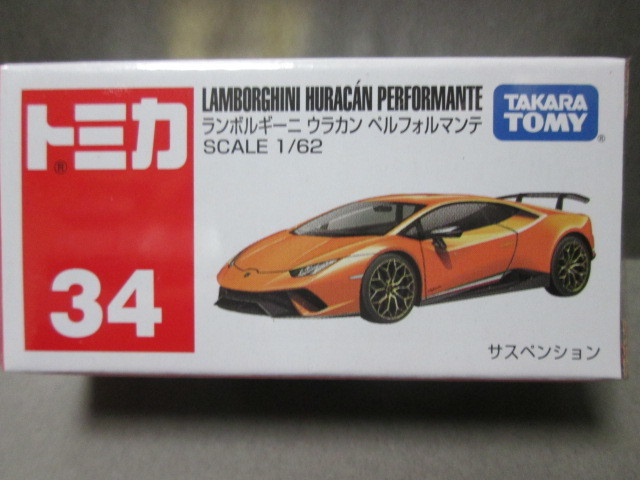 トミカ
®
34
LAMBORGHINI HURACÁN PERFORMANTE
ランボルギーニ ウラカン ペルフォルマンテ
SCALE 1/62
TAKARA
TOMY
®
サスペンション